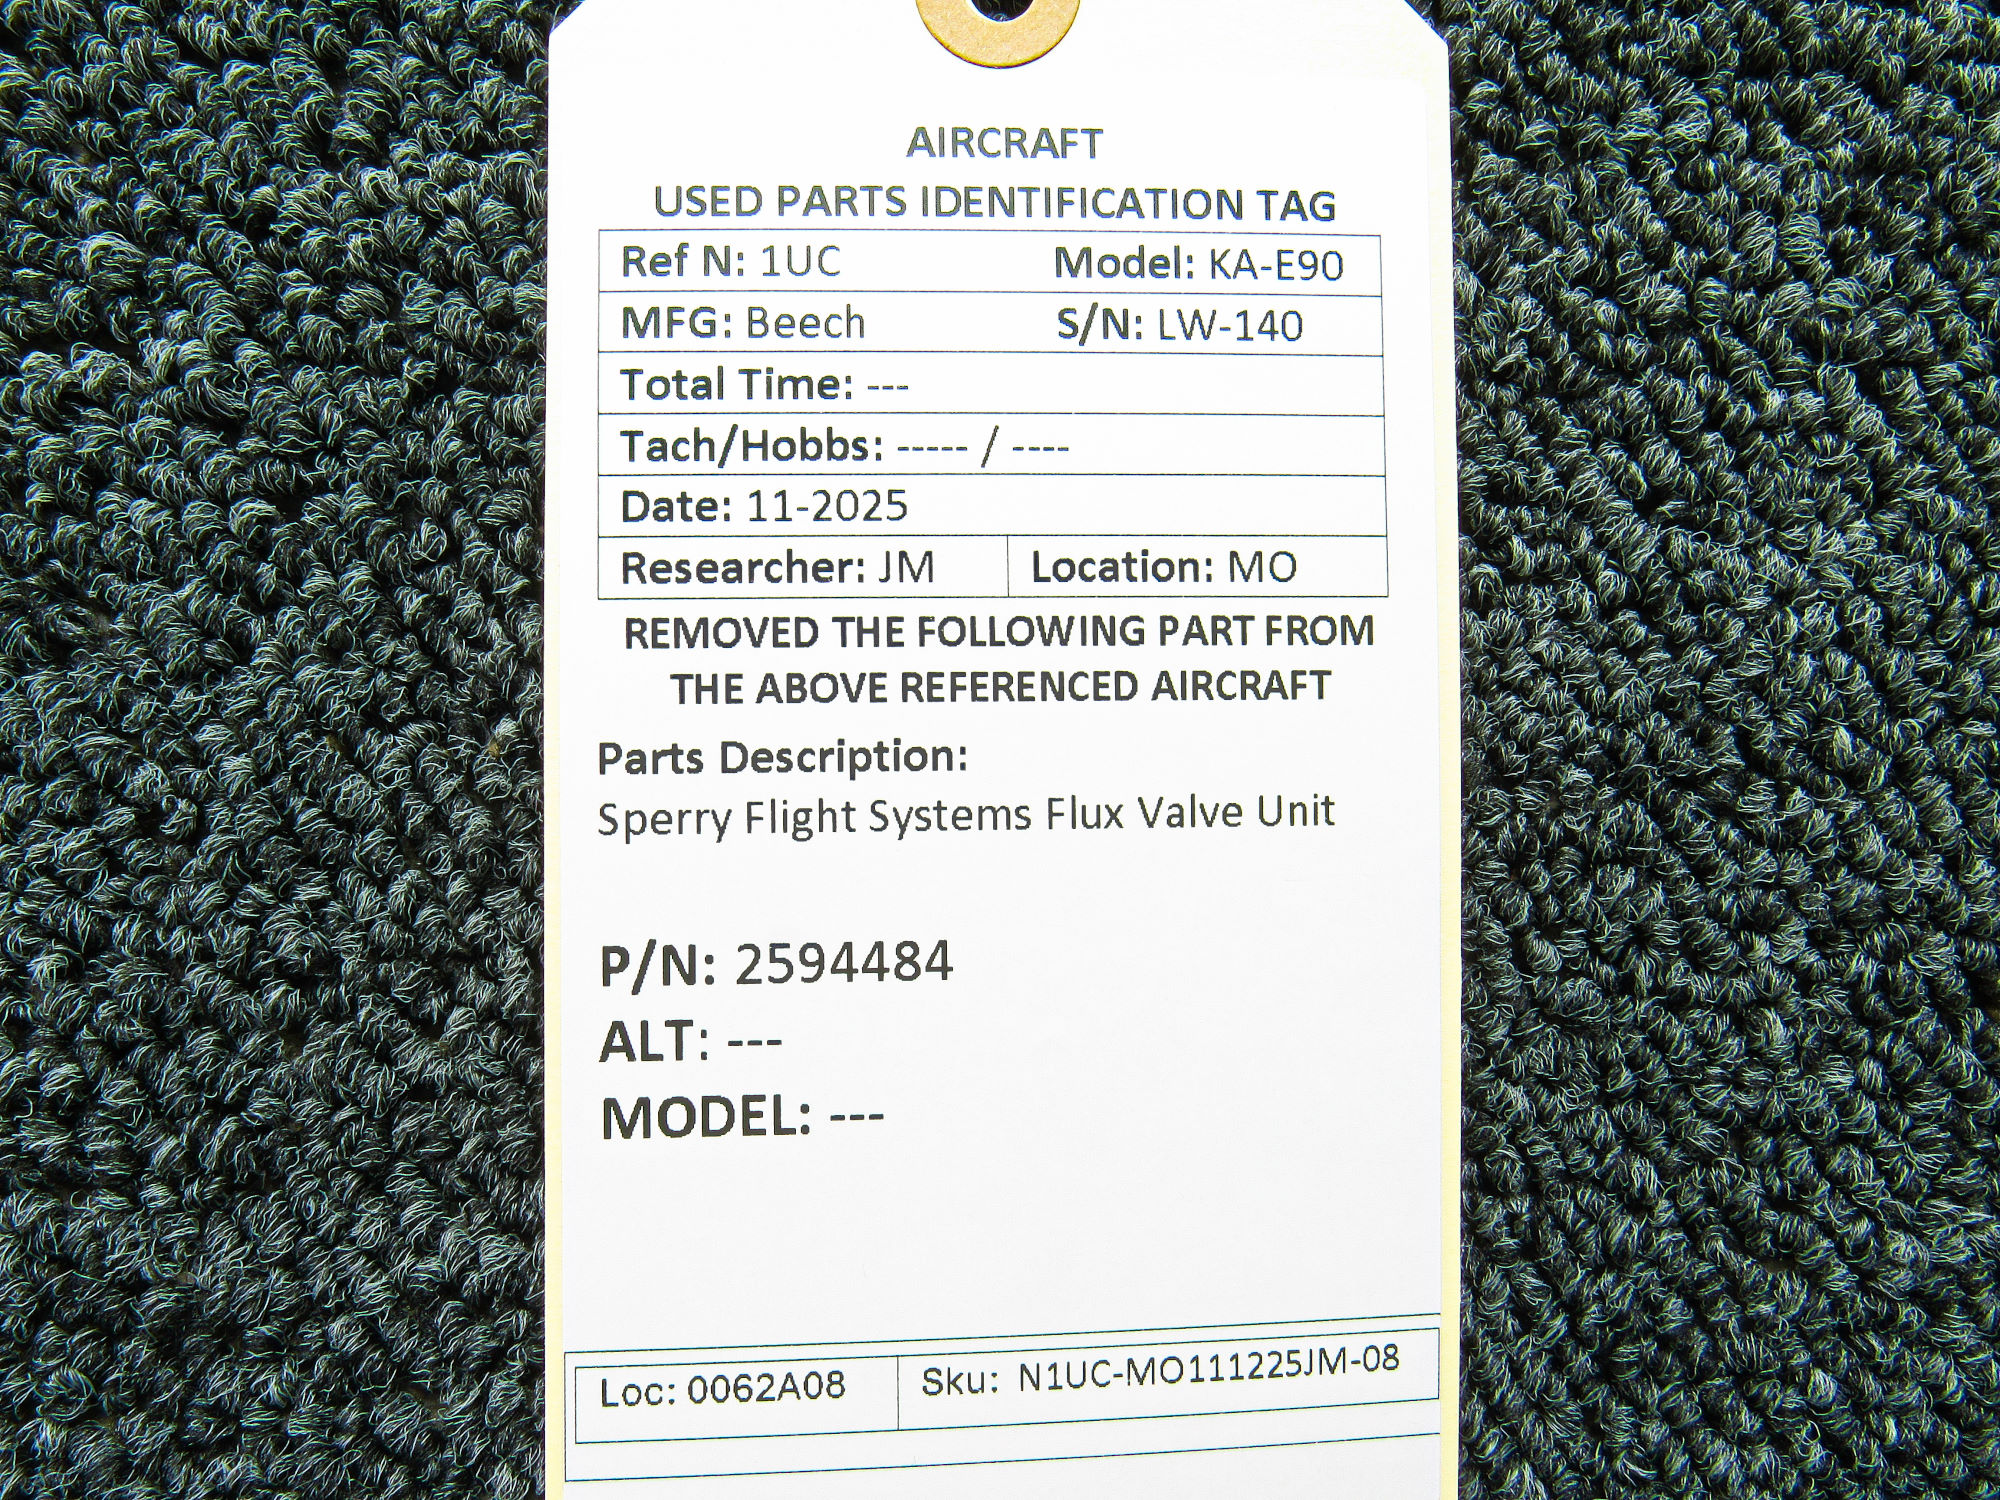 AIRCRAFT
USED PARTS IDENTIFICATION TAG
Ref N: 1UC Model: KA-E90
MFG: Beech S/N: LW-140
Total Time: ---
Tach/Hobbs: ----- / ----
Date: 11-2025
Researcher: JM Location: MO
REMOVED THE FOLLOWING PART FROM
THE ABOVE REFERENCED AIRCRAFT
Parts Description:
Sperry Flight Systems Flux Valve Unit
P/N: 2594484
ALT: ---
MODEL: ---
Loc: 0062A08 Sku: N1UC-MO111225JM-08